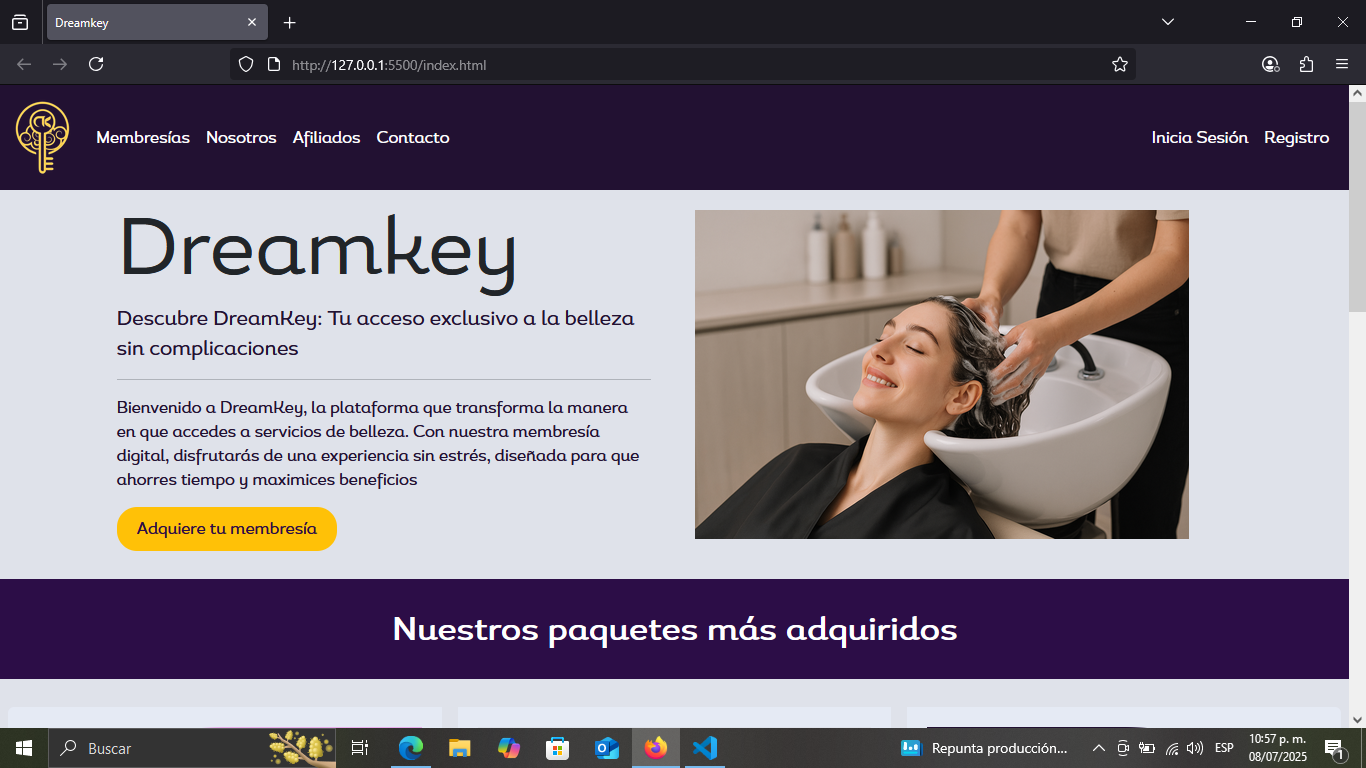 Dreamkey
http://127.0.0.1:5500/index.html
DK
Membresías Nosotros Afiliados Contacto Inicia Sesión Registro
Dreamkey
Descubre DreamKey: Tu acceso exclusivo a la belleza
sin complicaciones
Bienvenido a DreamKey, la plataforma que transforma la manera
en que accedes a servicios de belleza. Con nuestra membresía
digital, disfrutarás de una experiencia sin estrés, diseñada para que
ahorres tiempo y maximices beneficios
Adquiere tu membresía
Nuestros paquetes más adquiridos
Buscar
Repunta producción...
ESP
10:57 p. m.
08/07/2025
1